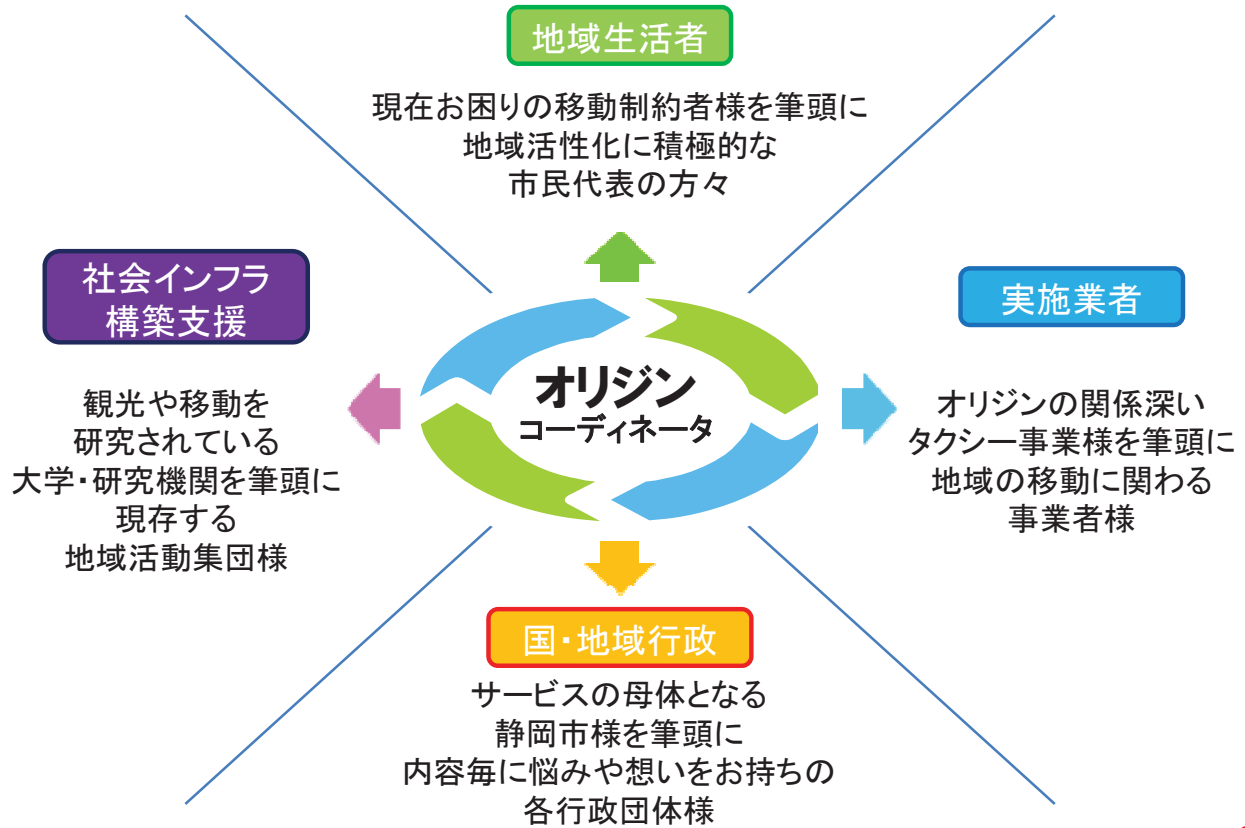 地域生活者
現在お困りの移動制約者様を筆頭に
地域活性化に積極的な
市民代表の方々
社会インフラ
構築支援
観光や移動を
研究されている
大学・研究機関を筆頭に
現存する
地域活動集団様
オリジン
コーディネータ
実施業者
オリジンの関係深い
タクシー事業様を筆頭に
地域の移動に関わる
事業者様
国・地域行政
サービスの母体となる
静岡市様を筆頭に
内容毎に悩みや想いをお持ちの
各行政団体様